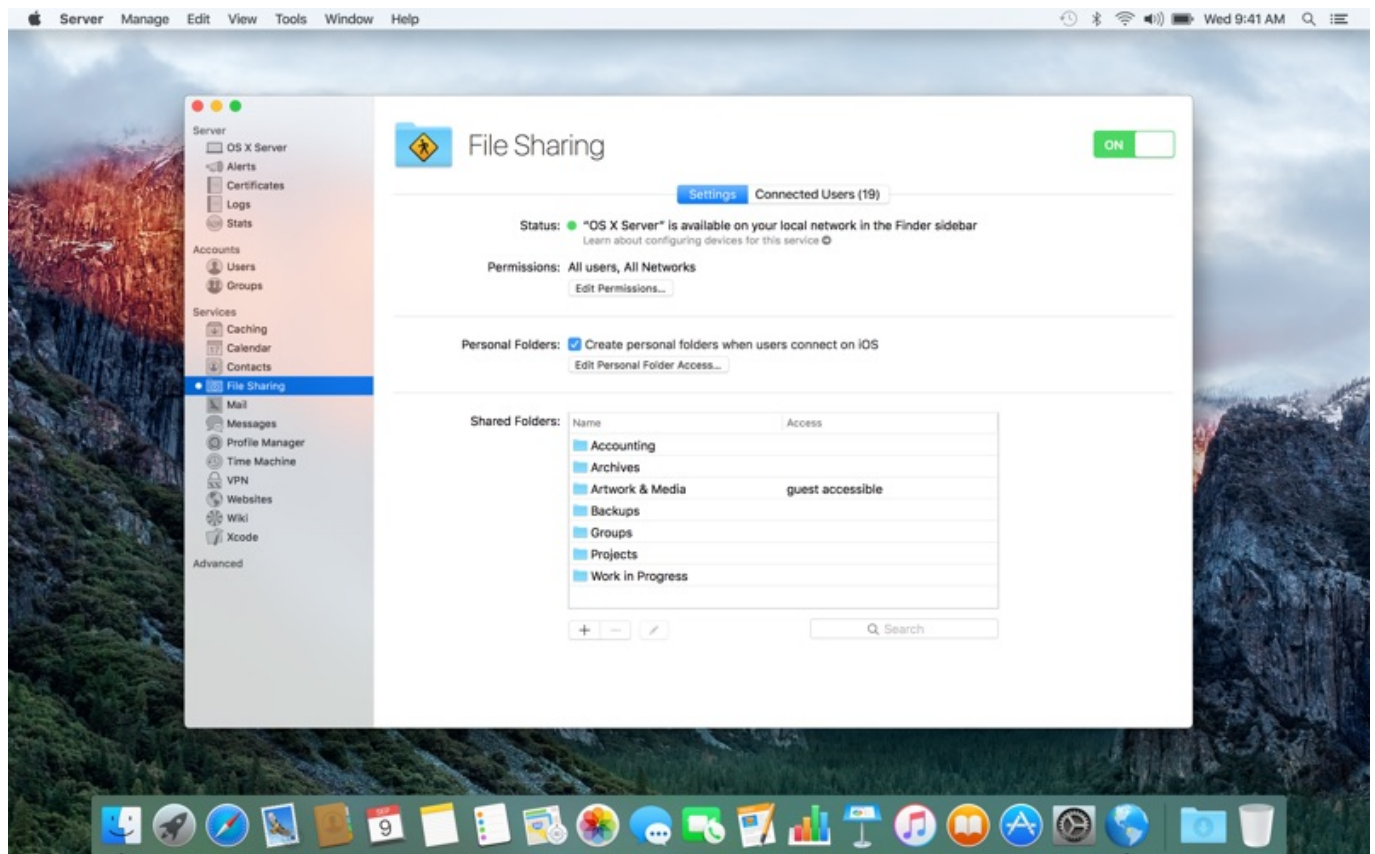 Server Manage Edit View Tools Window Help Wed 9:41 AM
Server
OS X Server
Alerts
Certificates
Logs
Stats
Accounts
Users
Groups
Services
Caching
Calendar
Contacts
File Sharing
Mail
Messages
Profile Manager
Time Machine
VPN
Websites
Wiki
Xcode
Advanced
File Sharing
ON
Settings Connected Users (19)
Status: “OS X Server” is available on your local network in the Finder sidebar
Learn about configuring devices for this service
Permissions: All users, All Networks
Edit Permissions...
Personal Folders: Create personal folders when users connect on iOS
Edit Personal Folder Access...
Shared Folders: Name Access
Accounting
Archives
Artwork & Media guest accessible
Backups
Groups
Projects
Work in Progress
+ − Search
SEP
9